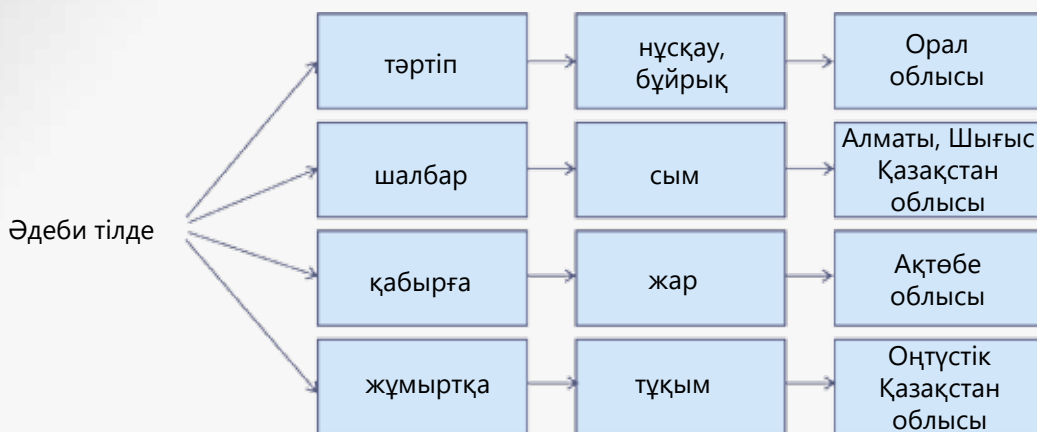 Әдеби тілде
тәртіп
нұсқау,
бұйрық
Орал
облысы
шалбар
сым
Алматы, Шығыс
Қазақстан
облысы
қабырға
жар
Ақтөбе
облысы
жұмыртқа
тұқым
Оңтүстік
Қазақстан
облысы